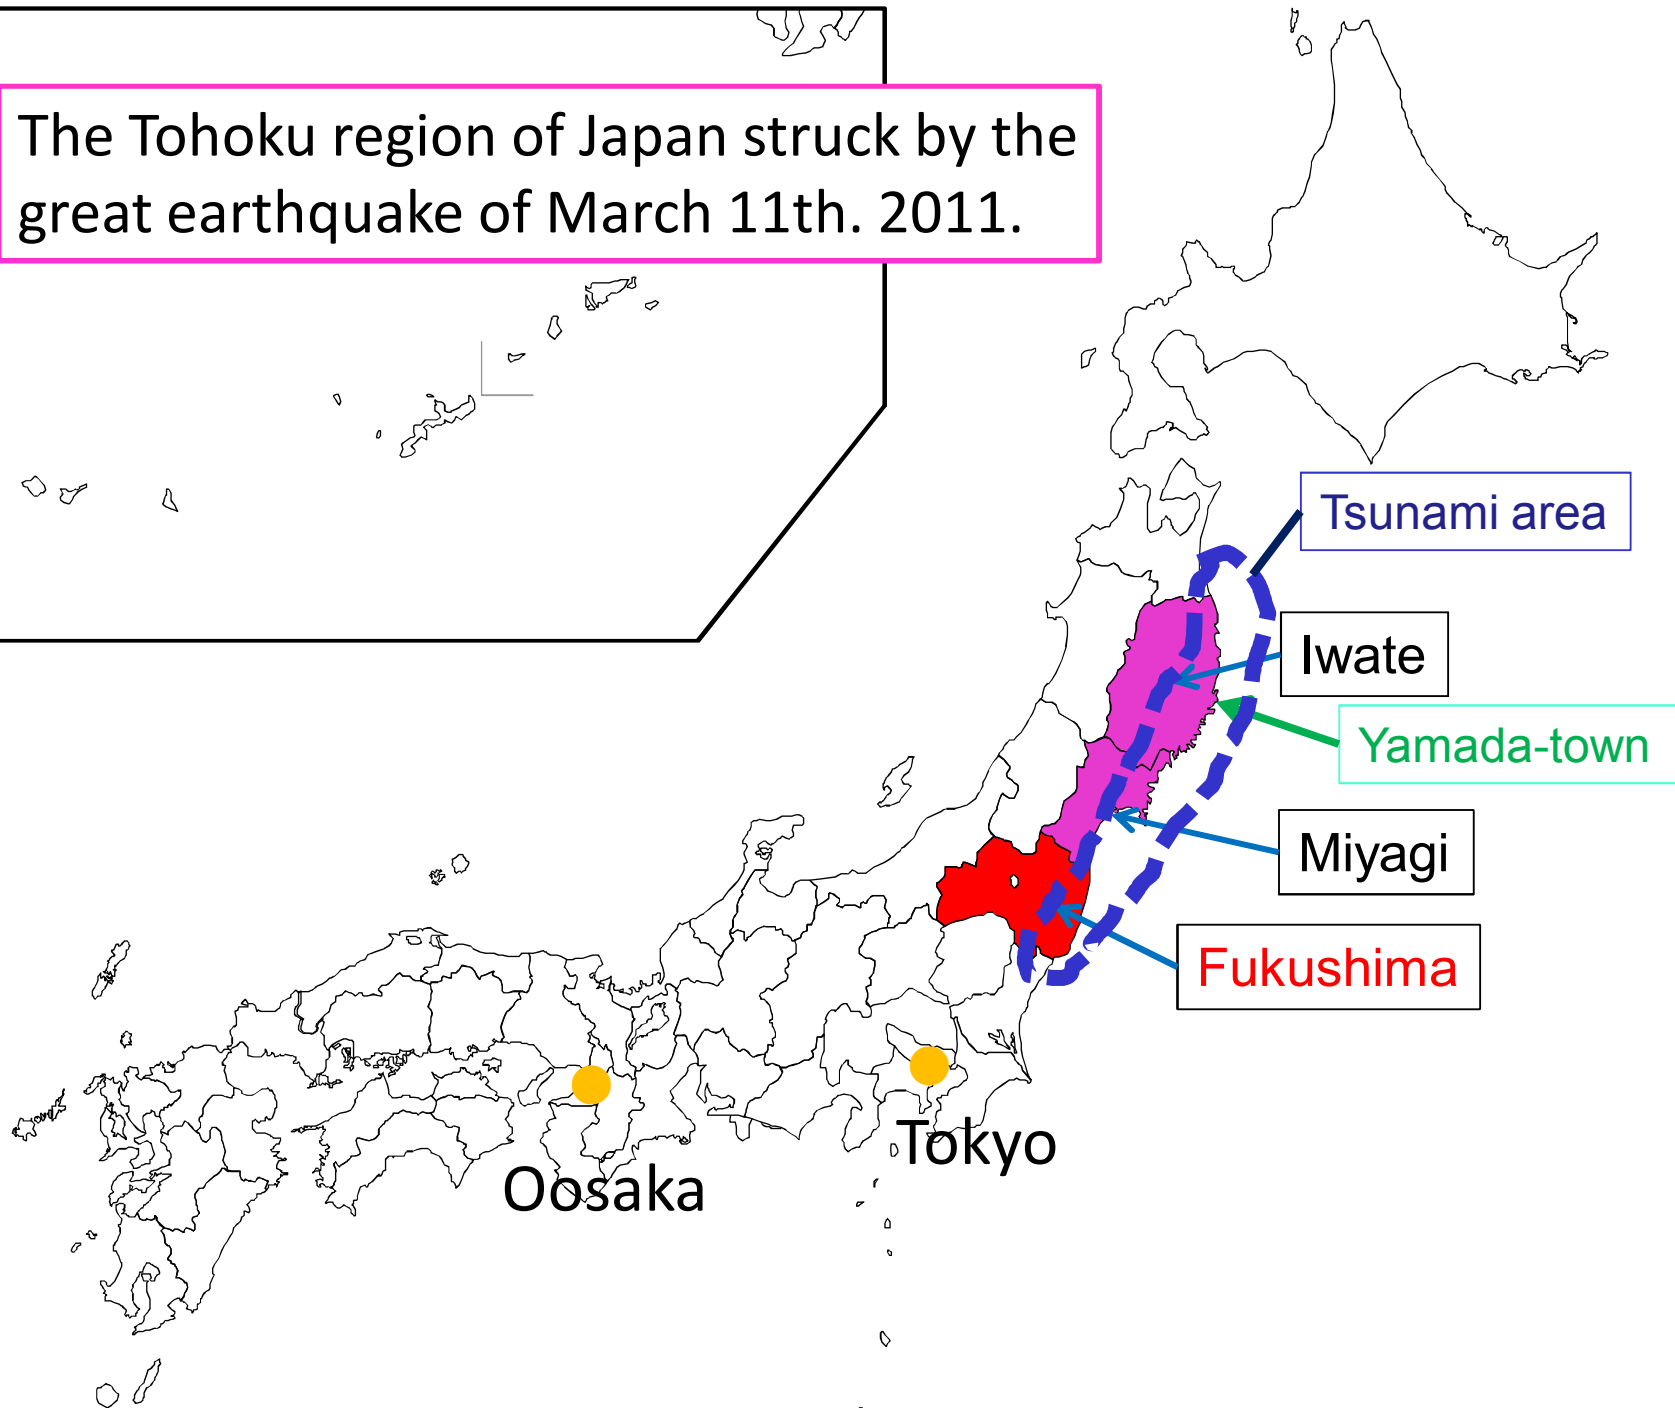 The Tohoku region of Japan struck by the
great earthquake of March 11th. 2011.
Tsunami area
Iwate
Yamada-town
Miyagi
Fukushima
Tokyo
Oosaka